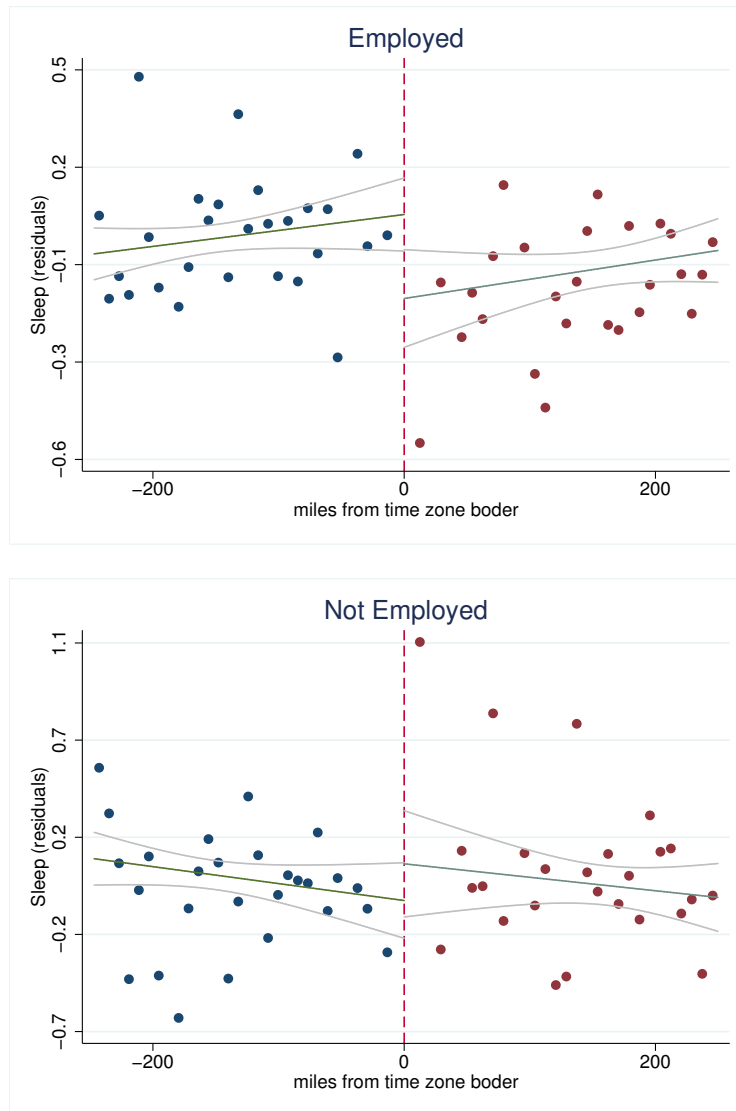 Employed
0.5
0.2
−0.1
−0.3
−0.6
Sleep (residuals)
−200 0 200
miles from time zone boder
Not Employed
1.1
0.7
0.2
−0.2
−0.7
Sleep (residuals)
−200 0 200
miles from time zone boder